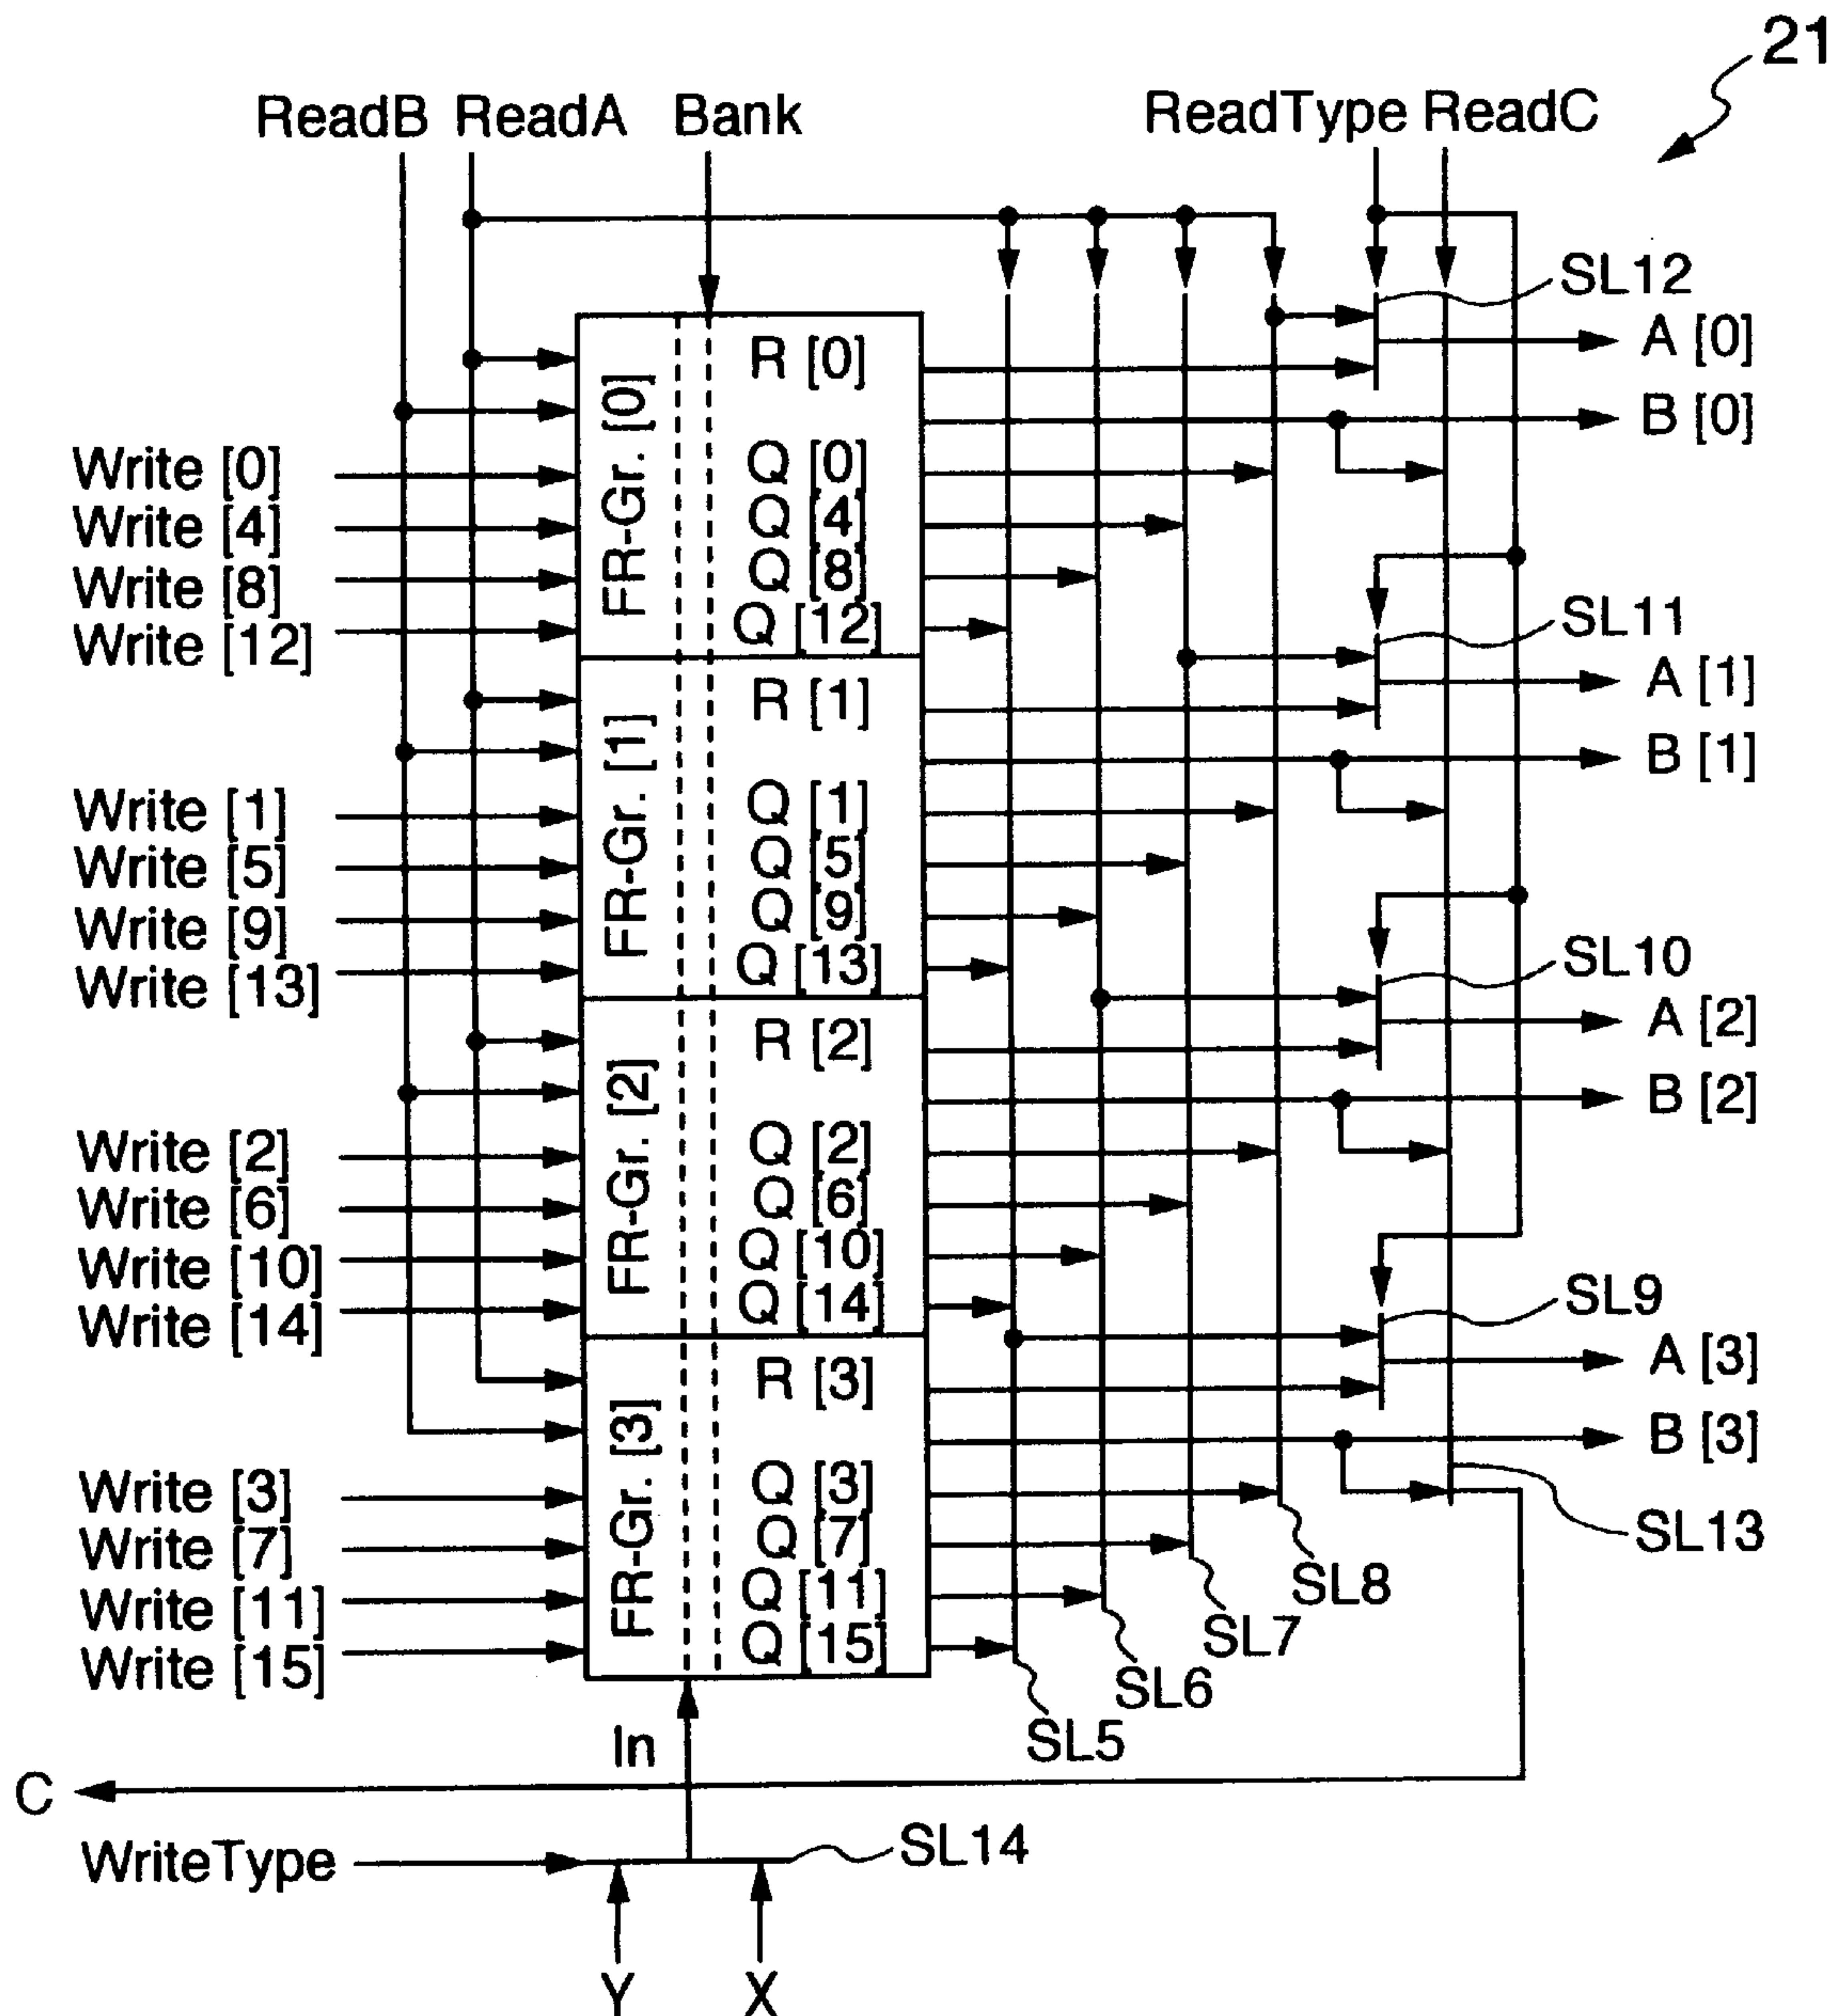 21
ReadB ReadA Bank ReadType ReadC
SL12
R [0]
A [0]
FR-Gr. [0]
B [0]
Write [0] Q [0]
Write [4] Q [4]
Write [8] Q [8]
Write [12] Q [12]
SL11
R [1]
A [1]
FR-Gr. [1]
B [1]
Write [1] Q [1]
Write [5] Q [5]
Write [9] Q [9]
Write [13] Q [13]
SL10
R [2]
A [2]
FR-Gr. [2]
B [2]
Write [2] Q [2]
Write [6] Q [6]
Write [10] Q [10]
Write [14] Q [14]
SL9
R [3]
A [3]
FR-Gr. [3]
B [3]
Write [3] Q [3]
SL13
Write [7] Q [7]
SL8
Write [11] Q [11]
SL7
Write [15] Q [15]
SL6
SL5
In
C
WriteType SL14
Y X